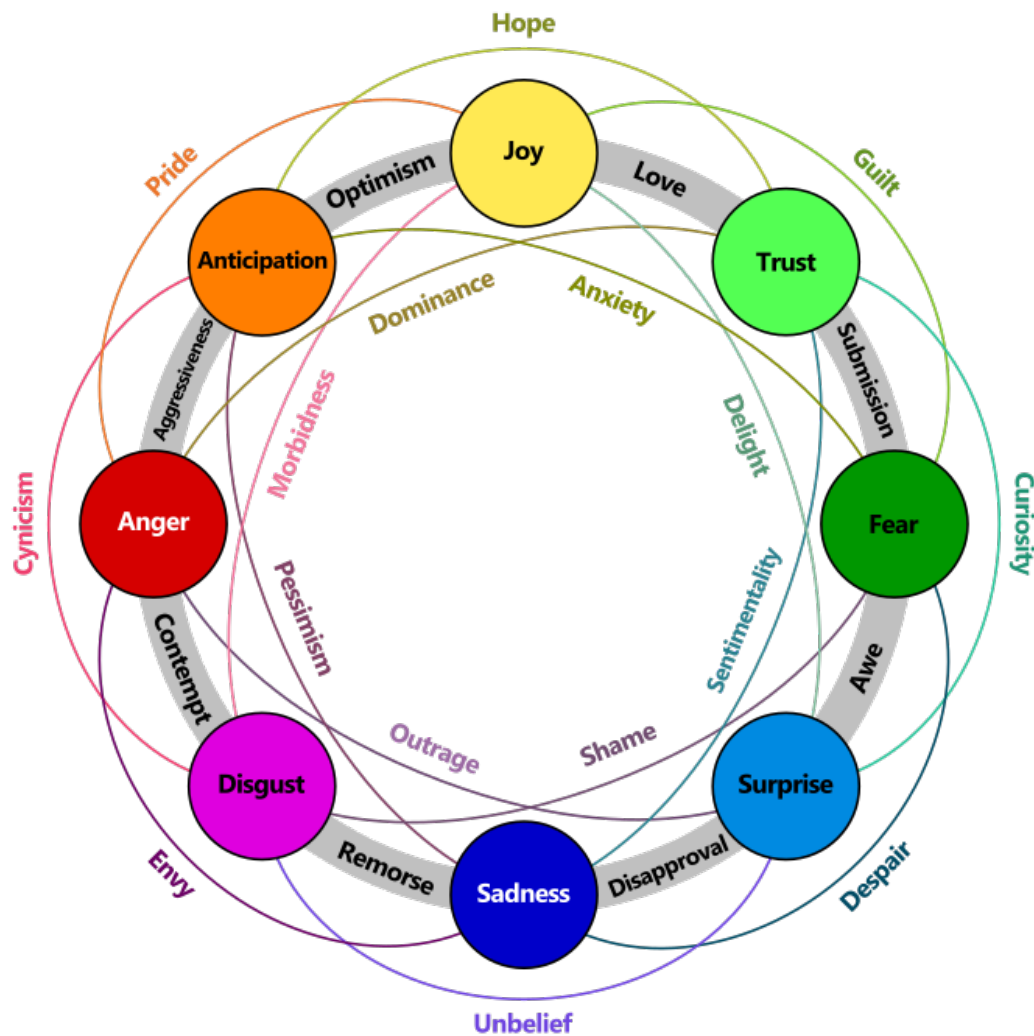 Hope
Joy
Pride
Optimism
Love
Guilt
Anticipation
Trust
Dominance
Anxiety
Aggressiveness
Submission
Morbidness
Delight
Cynicism
Anger
Fear
Curiosity
Pessimism
Sentimentality
Contempt
Awe
Outrage
Shame
Disgust
Surprise
Envy
Remorse
Sadness
Disapproval
Despair
Unbelief